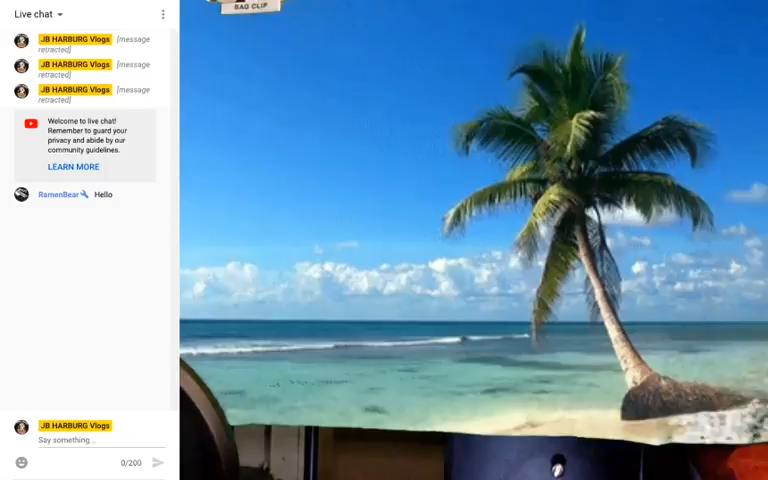 Live chat
JB HARBURG Vlogs [message
retracted]
JB HARBURG Vlogs [message
retracted]
JB HARBURG Vlogs [message
retracted]
Welcome to live chat!
Remember to guard your
privacy and abide by our
community guidelines.
LEARN MORE
RamenBear Hello
JB HARBURG Vlogs
Say something...
0/200
BAG CLIP